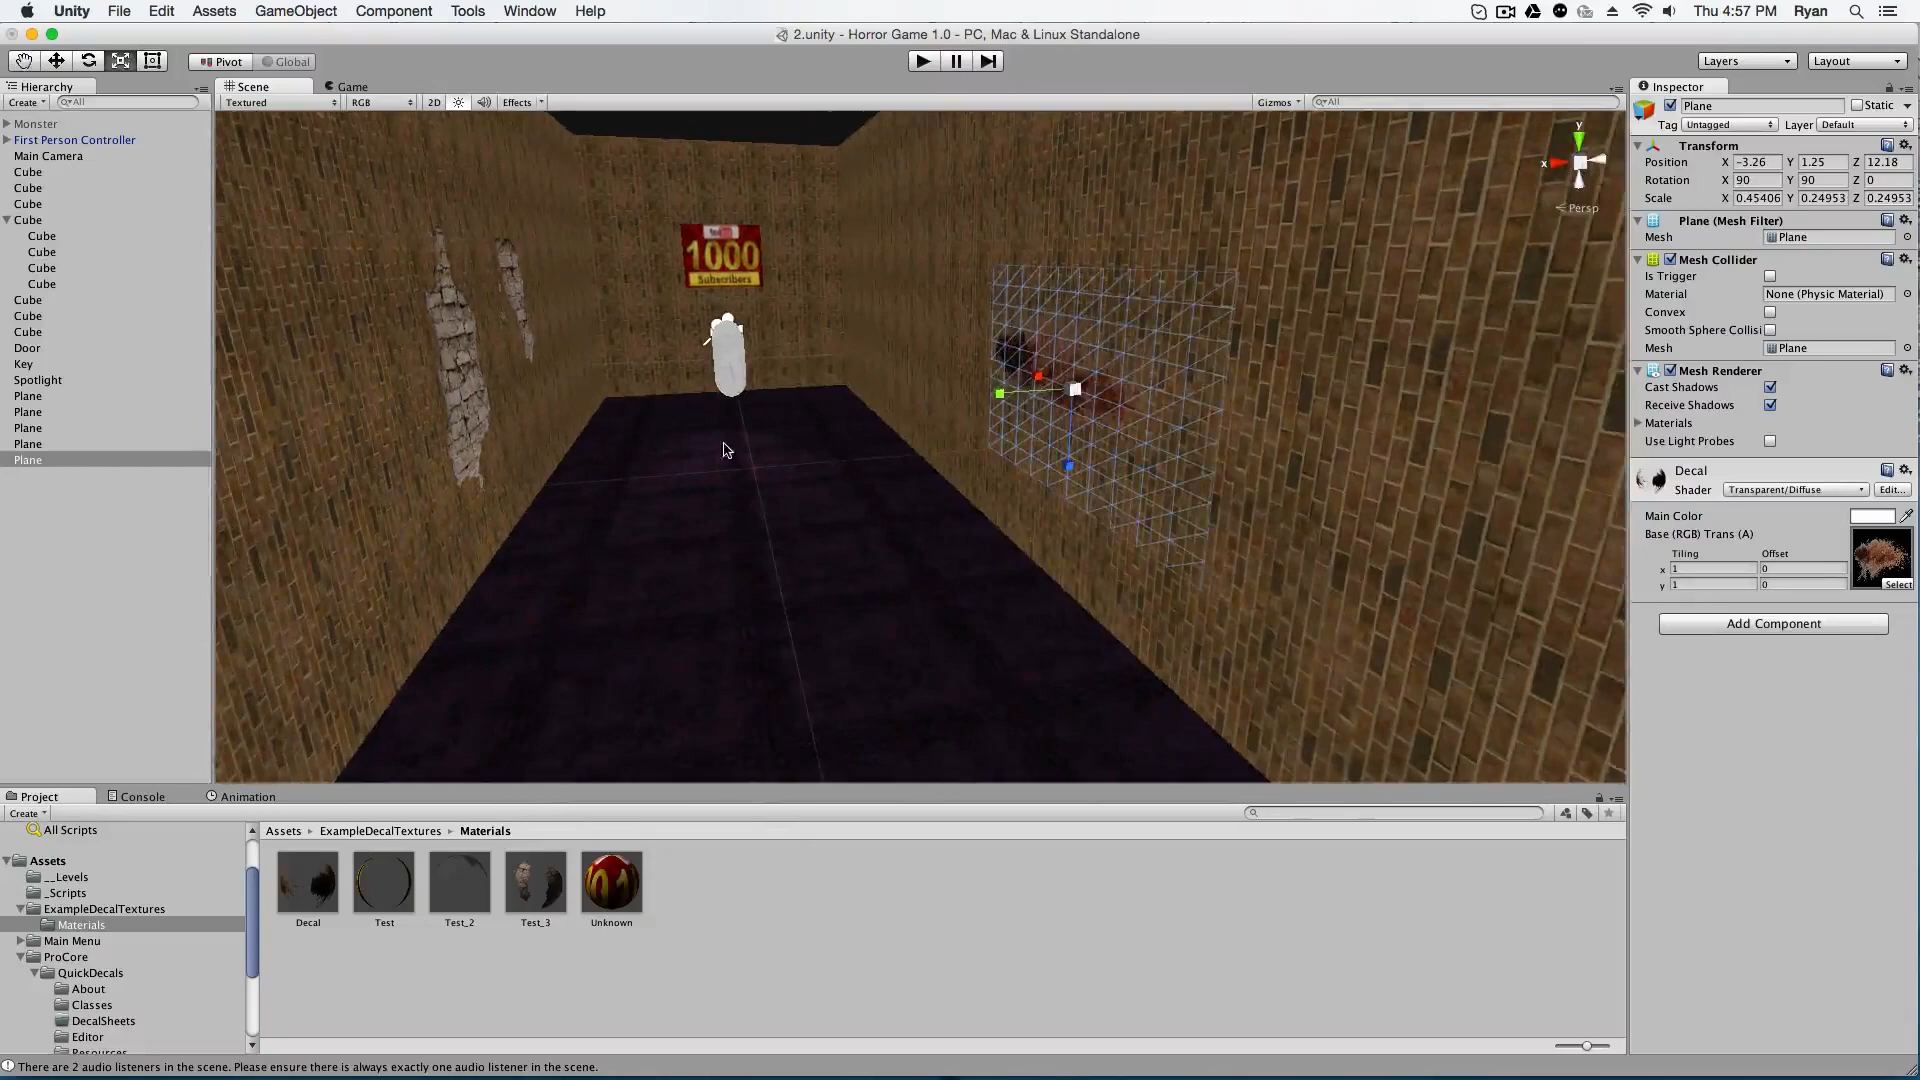 Unity File Edit Assets GameObject Component Tools Window Help Thu 4:57 PM Ryan
2.unity - Horror Game 1.0 - PC, Mac & Linux Standalone
Pivot Global Layers Layout
Hierarchy Scene Game Inspector
Create All Textured RGB 2D Effects Gizmos All
Plane Static
Tag Untagged Layer Default
Monster
First Person Controller
Main Camera
Cube
Cube
Cube
Cube
Cube
Cube
Cube
Cube
Cube
Cube
Cube
Door
Key
Spotlight
Plane
Plane
Plane
Plane
Plane
1000
Subscribers
y
x
Persp
Transform
Position X -3.26 Y 1.25 Z 12.18
Rotation X 90 Y 90 Z 0
Scale X 0.45406 Y 0.24953 Z 0.24953
Plane (Mesh Filter)
Mesh Plane
Mesh Collider
Is Trigger
Material None (Physic Material)
Convex
Smooth Sphere Collisi
Mesh Plane
Mesh Renderer
Cast Shadows
Receive Shadows
Materials
Use Light Probes
Decal
Shader Transparent/Diffuse Edit...
Main Color
Base (RGB) Trans (A)
Tiling Offset
x 1 0
y 1 0
Select
Add Component
Project Console Animation
Create
All Scripts
Assets
__Levels
_Scripts
ExampleDecalTextures
Materials
Main Menu
ProCore
QuickDecals
About
Classes
DecalSheets
Editor
Resources
Assets ExampleDecalTextures Materials
Decal Test Test_2 Test_3 Unknown
There are 2 audio listeners in the scene. Please ensure there is always exactly one audio listener in the scene.